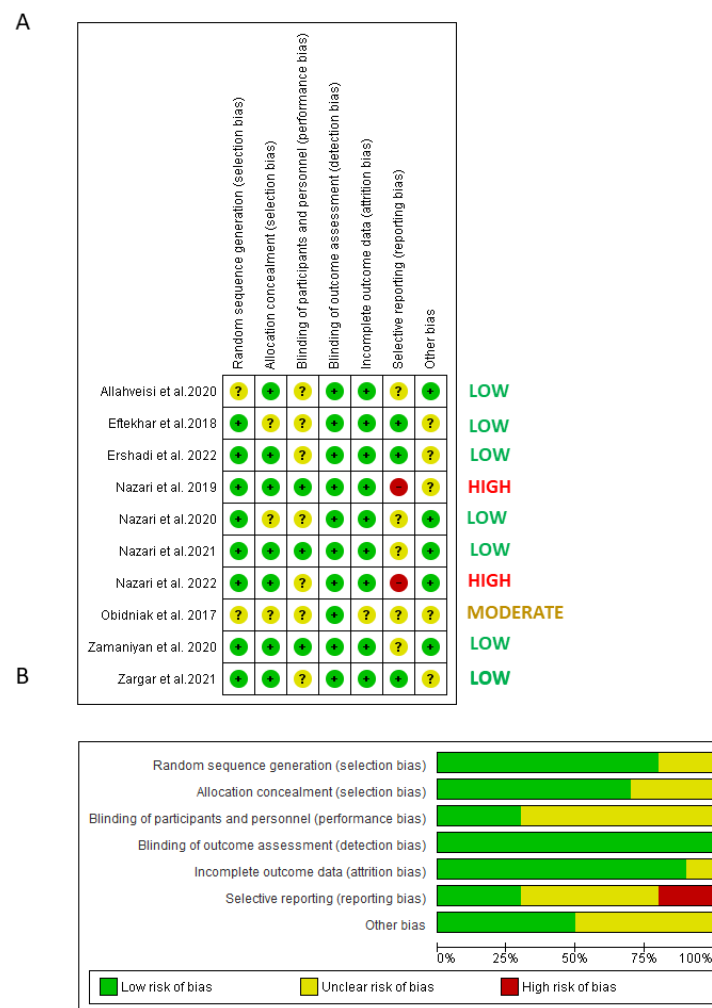 A
Random sequence generation (selection bias)
Allocation concealment (selection bias)
Blinding of participants and personnel (performance bias)
Blinding of outcome assessment (detection bias)
Incomplete outcome data (attrition bias)
Selective reporting (reporting bias)
Other bias
Allahveisi et al.2020 ? + ? + + ? + LOW
Eftekhar et al.2018 + ? ? + + + ? LOW
Ershadi et al. 2022 + + ? + + + ? LOW
Nazari et al. 2019 + + + + + - ? HIGH
Nazari et al.2020 + ? ? + + ? + LOW
Nazari et al.2021 + + + + + ? + LOW
Nazari et al. 2022 + + ? + + - + HIGH
Obidniak et al. 2017 ? ? ? + ? ? ? MODERATE
Zamaniyan et al. 2020 + + + + + ? + LOW
Zargar et al.2021 + + ? + + + ? LOW
B
Random sequence generation (selection bias)
Allocation concealment (selection bias)
Blinding of participants and personnel (performance bias)
Blinding of outcome assessment (detection bias)
Incomplete outcome data (attrition bias)
Selective reporting (reporting bias)
Other bias
0% 25% 50% 75% 100%
Low risk of bias Unclear risk of bias High risk of bias